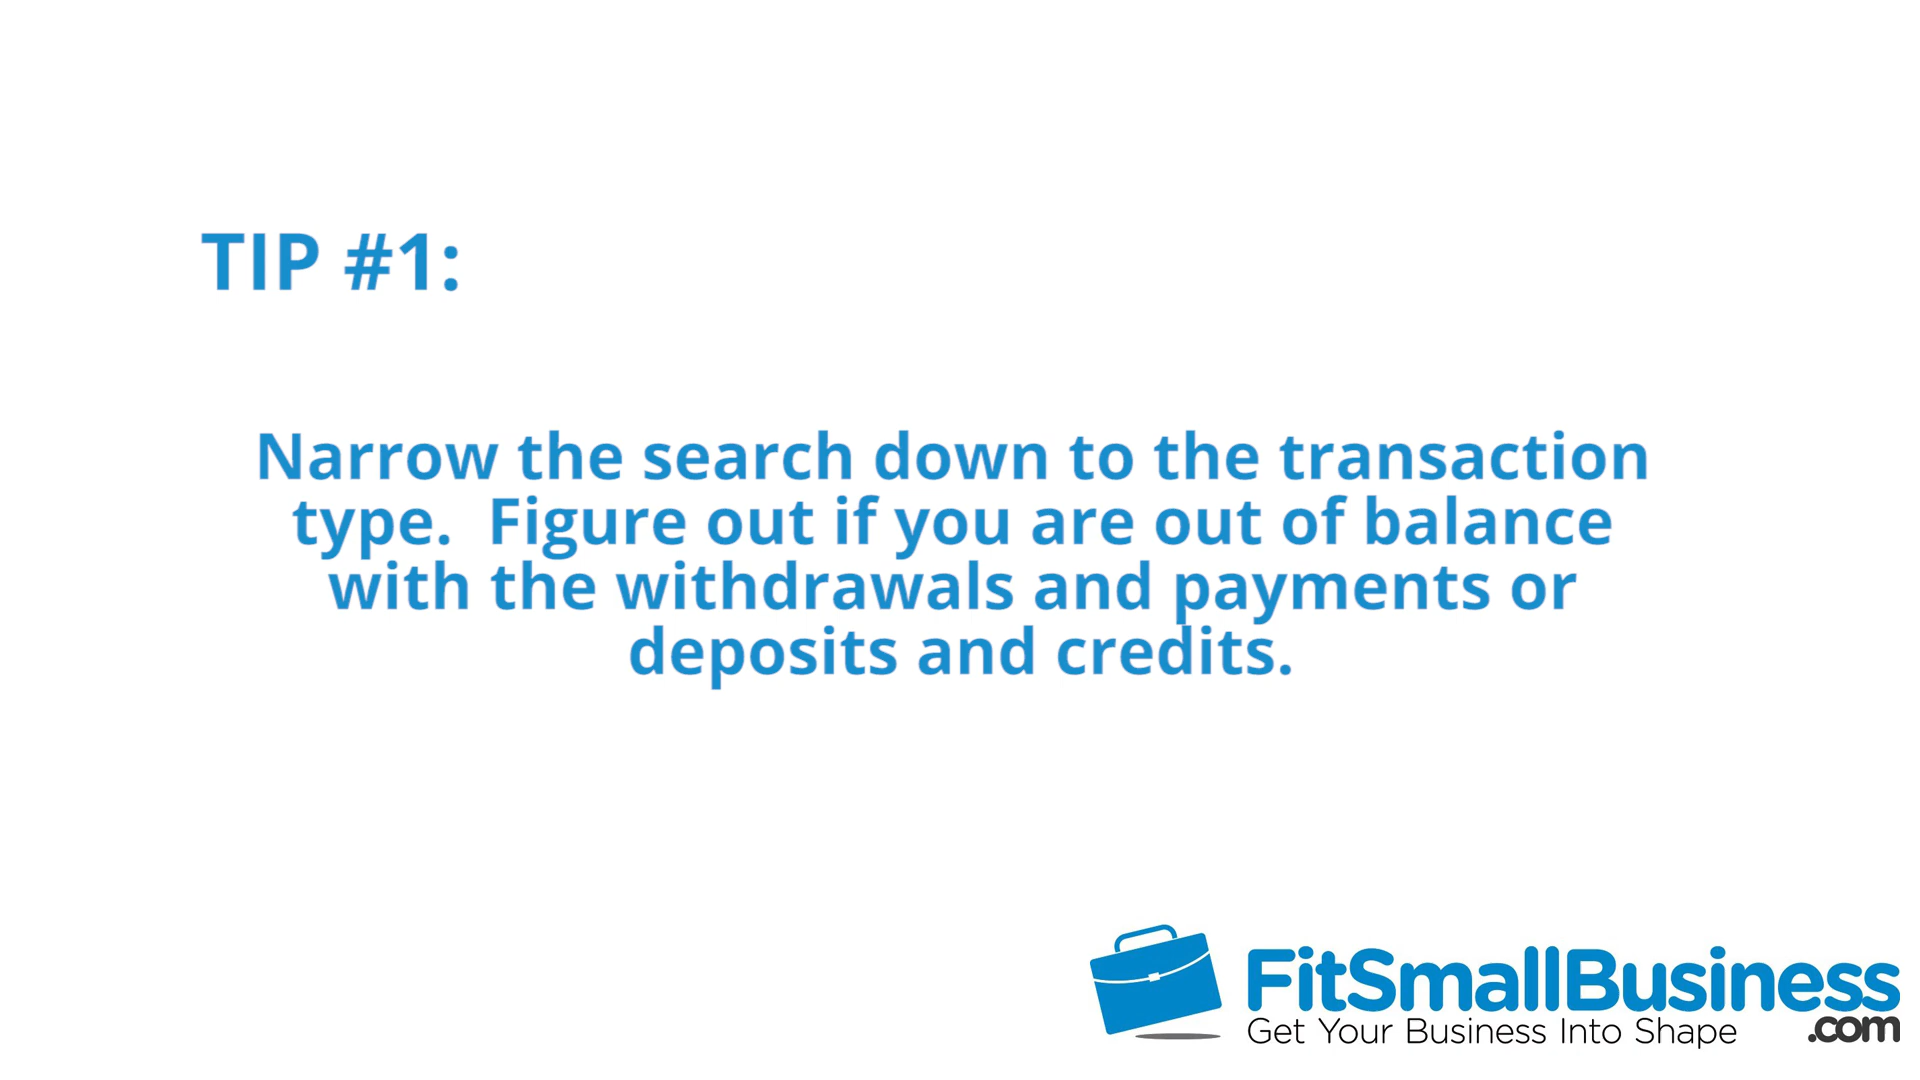 TIP #1:
Narrow the search down to the transaction
type.  Figure out if you are out of balance
with the withdrawals and payments or
deposits and credits.
FitSmallBusiness
Get Your Business Into Shape
.com